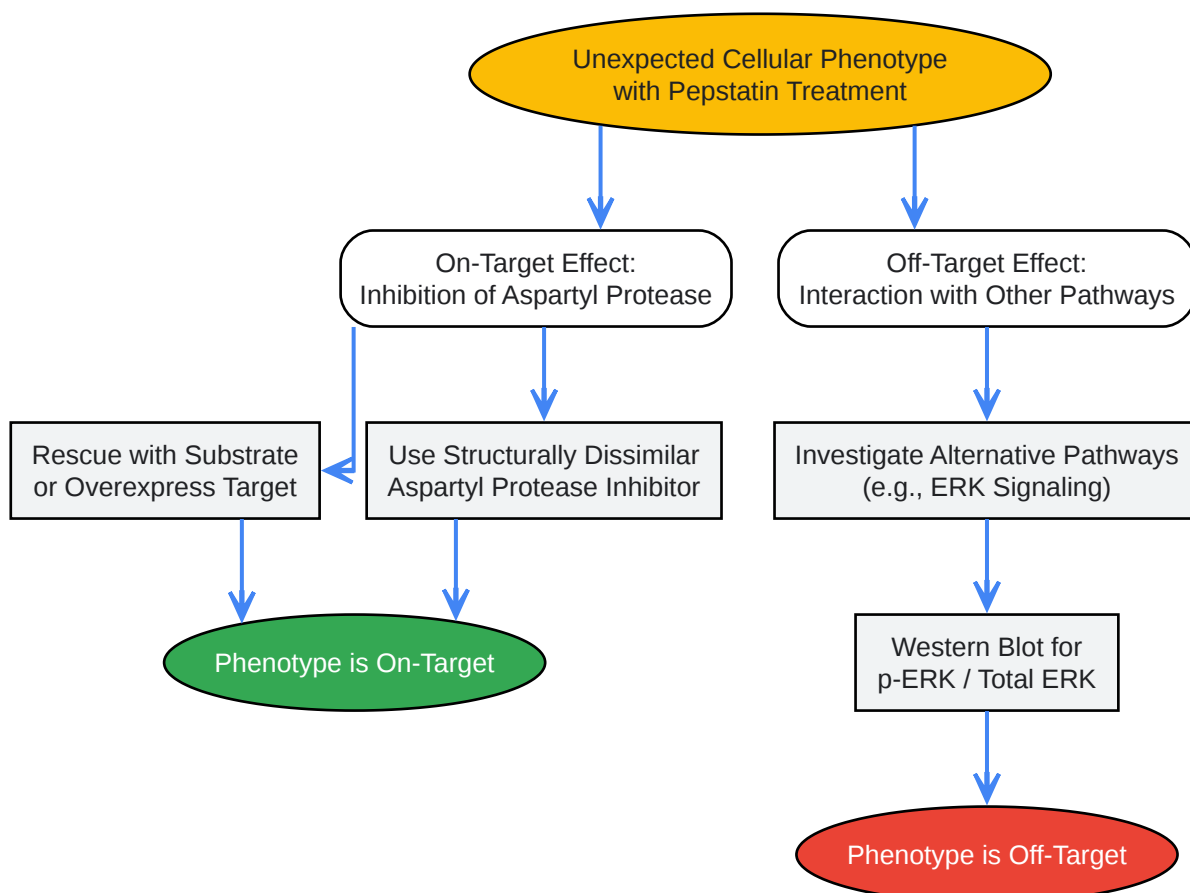 Unexpected Cellular Phenotype
with Pepstatin Treatment
On-Target Effect:
Inhibition of Aspartyl Protease
Off-Target Effect:
Interaction with Other Pathways
Rescue with Substrate
or Overexpress Target
Use Structurally Dissimilar
Aspartyl Protease Inhibitor
Investigate Alternative Pathways
(e.g., ERK Signaling)
Phenotype is On-Target
Western Blot for
p-ERK / Total ERK
Phenotype is Off-Target